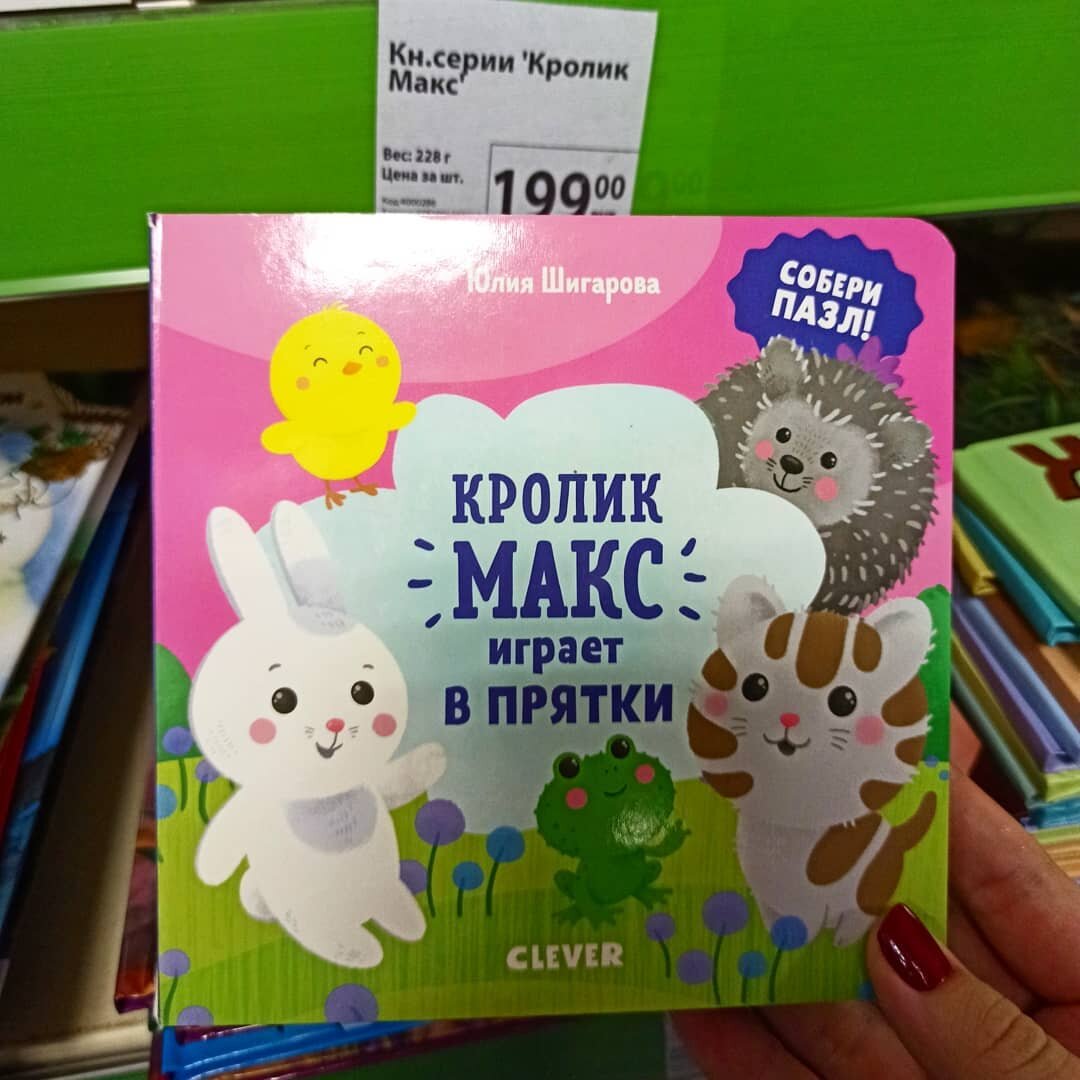 Кн.серии 'Кролик
Макс'
Вес: 228 г
Цена за шт.
199 00
Юлия Шигарова
СОБЕРИ
ПАЗЛ!
КРОЛИК
МАКС
играет
В ПРЯТКИ
CLEVER